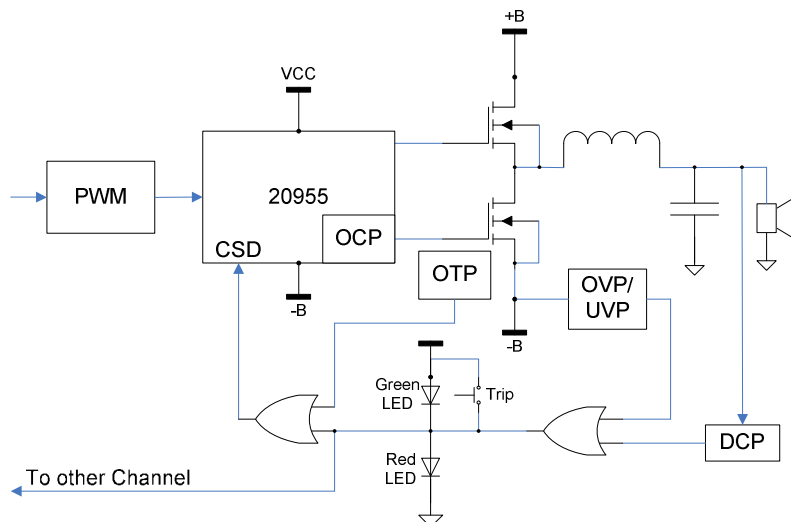 +B
VCC
PWM
20955
OCP
CSD
OTP
-B
OVP/
UVP
-B
Green
LED
Trip
DCP
Red
LED
To other Channel